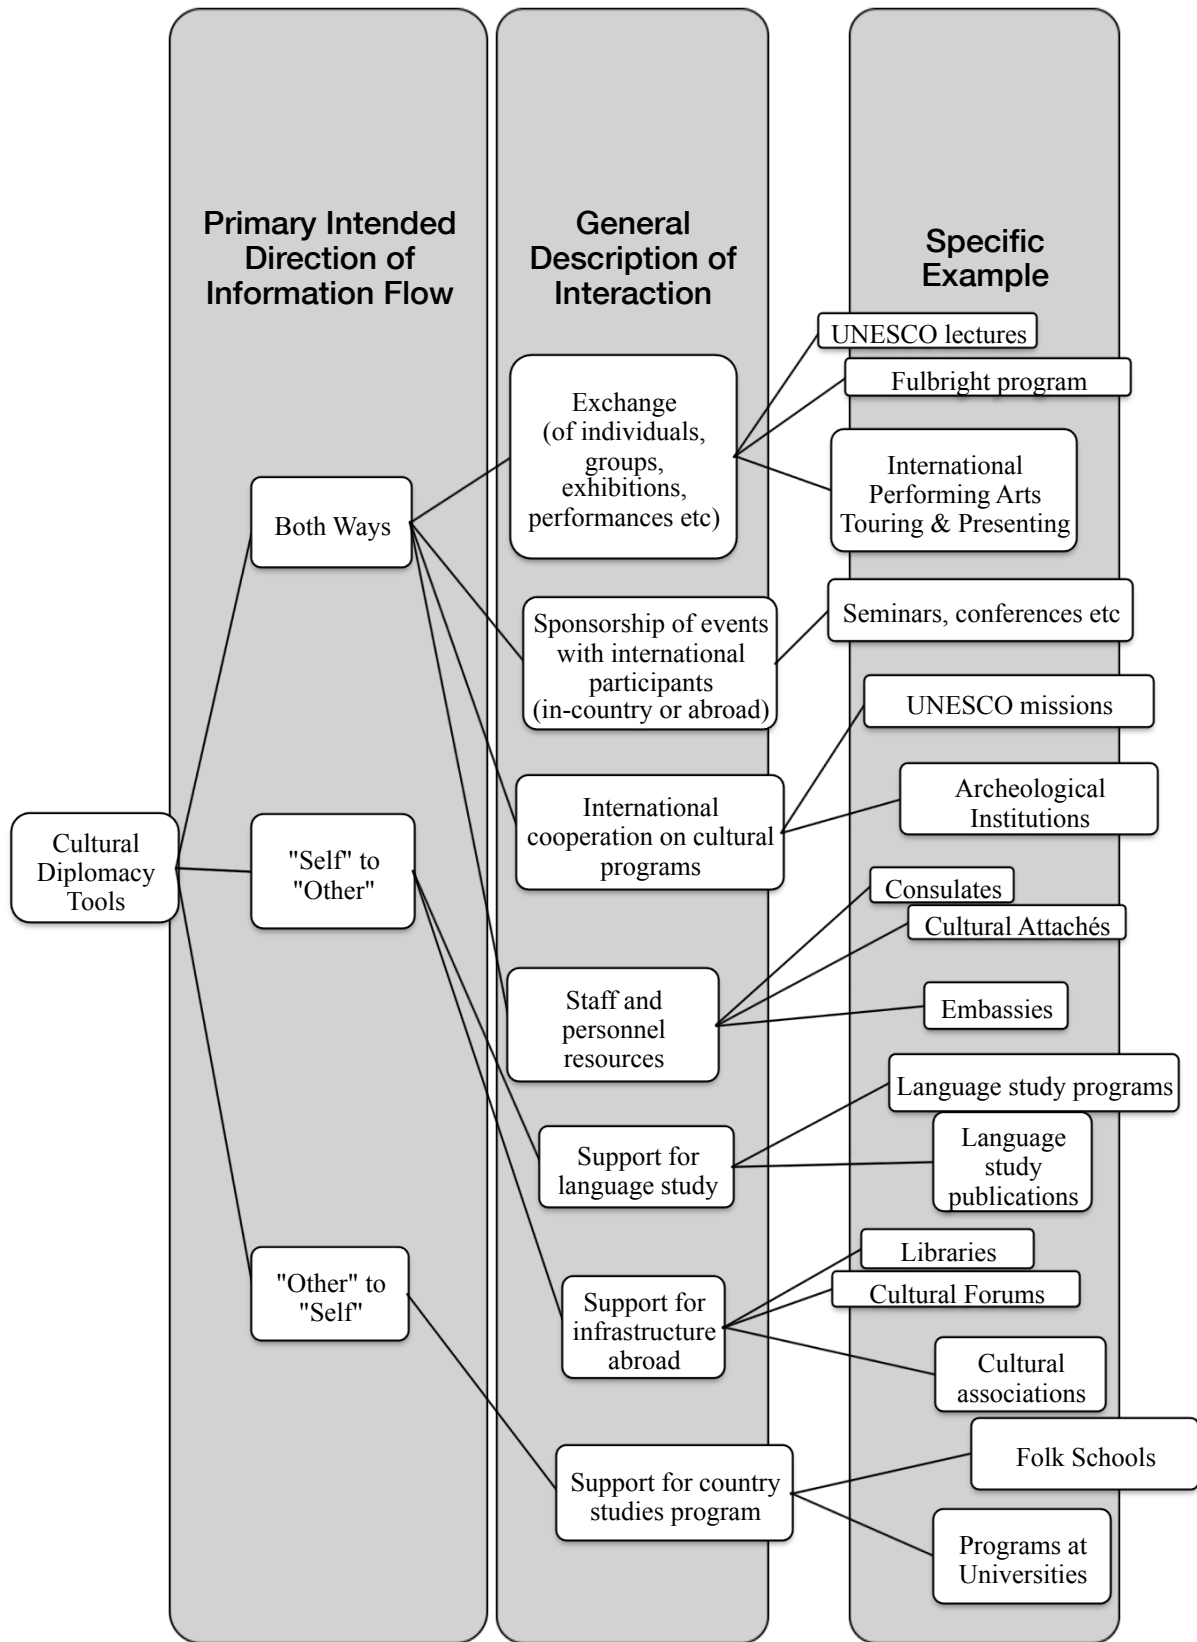 Primary Intended
Direction of
Information Flow
General
Description of
Interaction
Specific
Example
Cultural
Diplomacy
Tools
Both Ways
"Self" to
"Other"
"Other" to
"Self"
Exchange
(of individuals,
groups,
exhibitions,
performances etc)
Sponsorship of events
with international
participants
(in-country or abroad)
International
cooperation on cultural
programs
Staff and
personnel
resources
Support for
language study
Support for
infrastructure
abroad
Support for country
studies program
UNESCO lectures
Fulbright program
International
Performing Arts
Touring & Presenting
Seminars, conferences etc
UNESCO missions
Archeological
Institutions
Consulates
Cultural Attachés
Embassies
Language study programs
Language
study
publications
Libraries
Cultural Forums
Cultural
associations
Folk Schools
Programs at
Universities